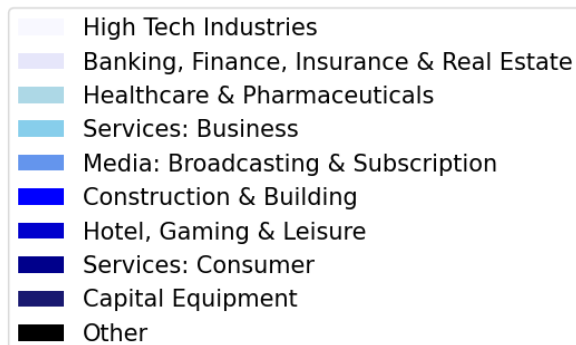 High Tech Industries
Banking, Finance, Insurance & Real Estate
Healthcare & Pharmaceuticals
Services: Business
Media: Broadcasting & Subscription
Construction & Building
Hotel, Gaming & Leisure
Services: Consumer
Capital Equipment
Other